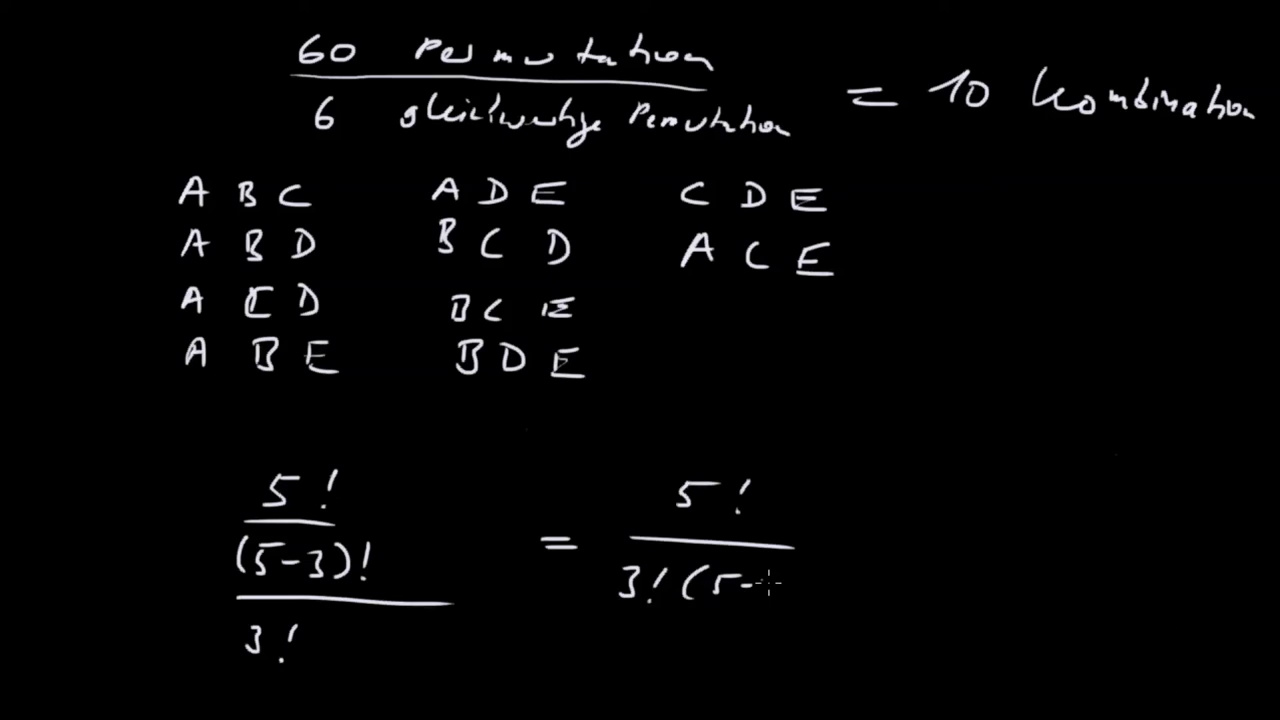 60 Permutation
6 gleichwertige Permutation = 10 Kombination
A B C A D E C D E
A B D B C D A C E
A C D B C E
A B E B D E
5! 5!
(5-3)! = 3! (5-
3!